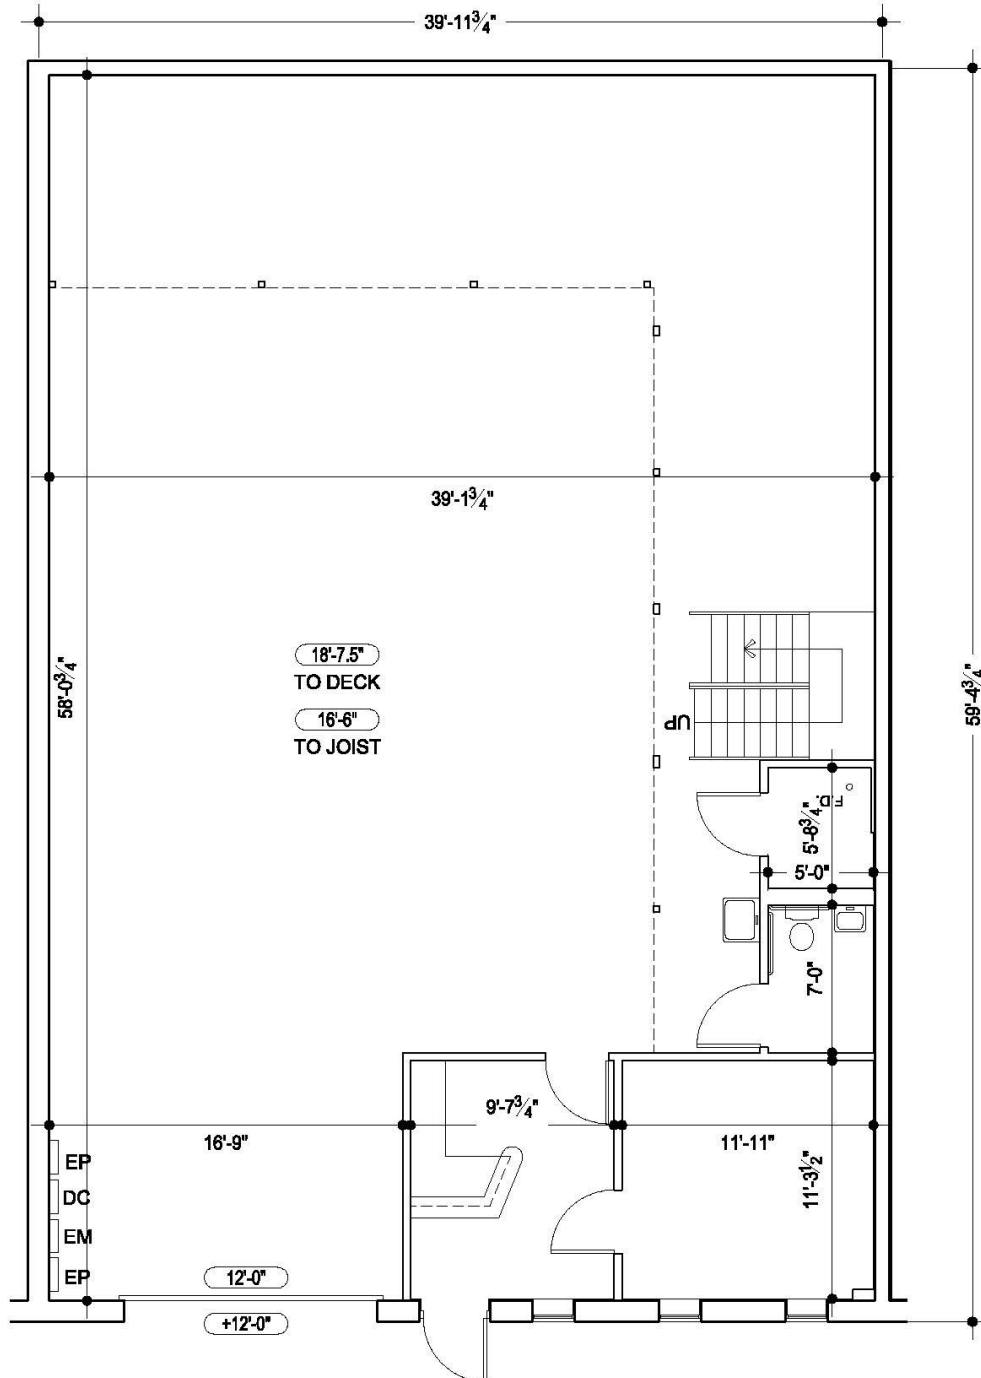 39'-11¾"
39'-1¾"
58'-0¾"
59'-4¾"
18'-7.5"
TO DECK
16'-6"
TO JOIST
UP
F.D.
5'-8¾"
5'-0"
7'-0"
9'-7¾"
16'-9"
11'-11"
11'-3½"
EP
DC
EM
EP
12'-0"
+12'-0"